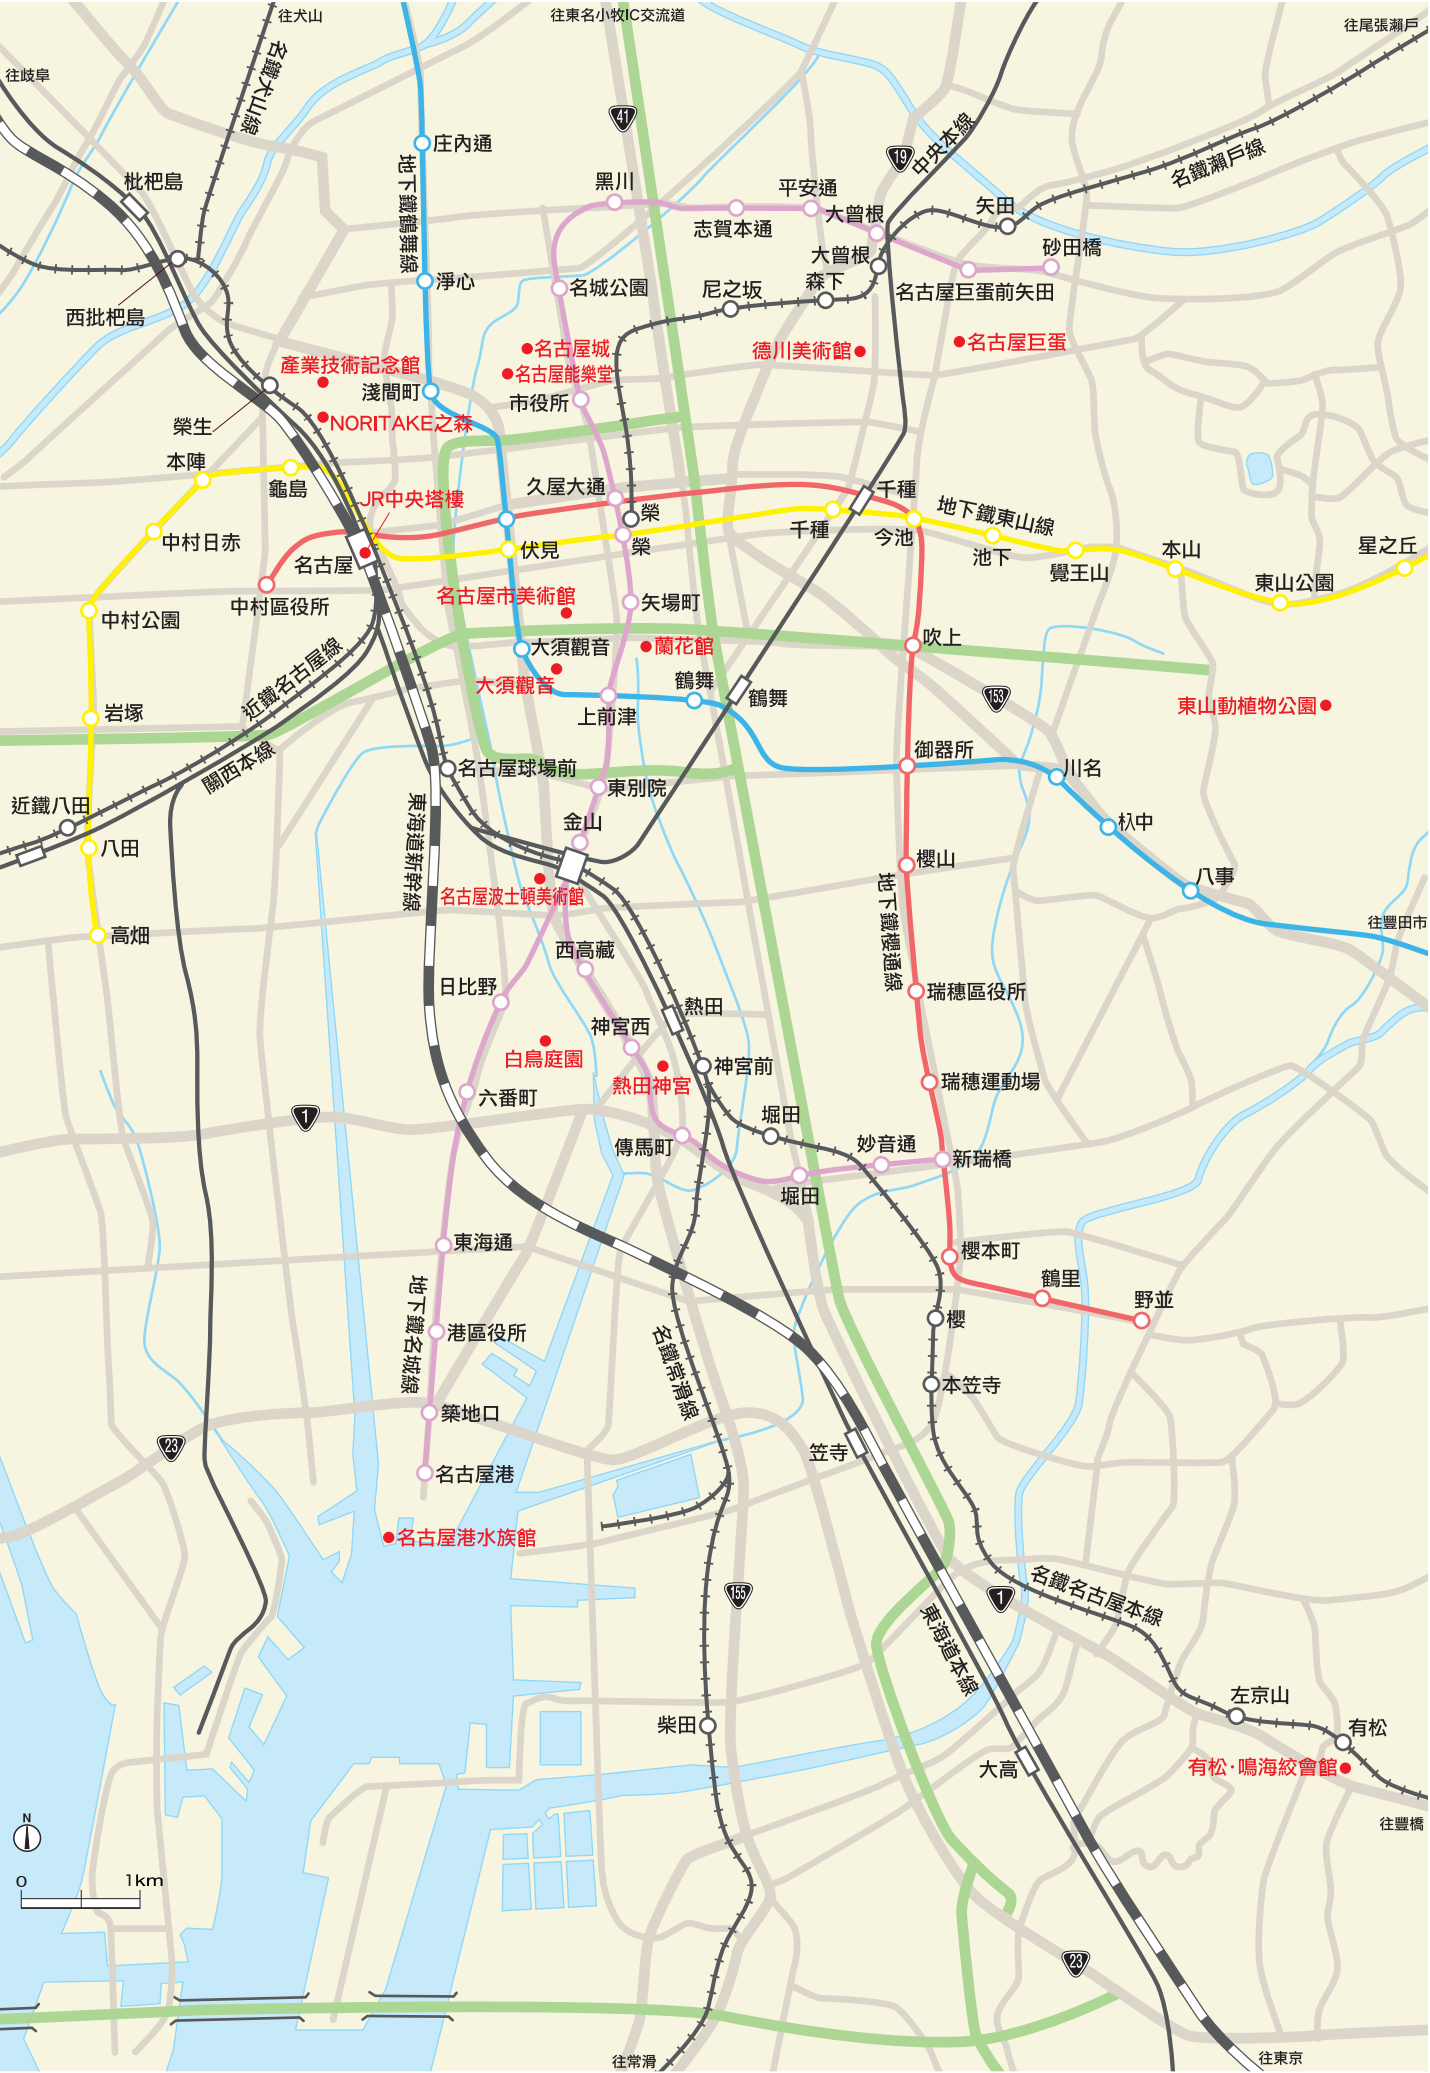 往犬山
往東名小牧IC交流道
往尾張瀨戶
往歧阜
名鐵犬山線
41
19
中央本線
名鐵瀨戶線
庄內通
地下鐵鶴舞線
枇杷島
黑川
平安通
志賀本通
大曾根
矢田
大曾根
砂田橋
森下
淨心
名城公園
尼之坂
名古屋巨蛋前矢田
西批杷島
名古屋城
德川美術館
名古屋巨蛋
產業技術記念館
名古屋能樂堂
淺間町
市役所
榮生
NORITAKE之森
本陣
龜島
JR中央塔樓
久屋大通
榮
千種
地下鐵東山線
中村日赤
名古屋
伏見
榮
千種
今池
池下
覺王山
本山
星之丘
東山公園
中村區役所
名古屋市美術館
矢場町
中村公園
大須觀音
蘭花館
吹上
近鐵名古屋線
大須觀音
鶴舞
鶴舞
153
東山動植物公園
岩塚
上前津
關西本線
名古屋球場前
御器所
川名
東別院
近鐵八田
八田
東海道新幹線
金山
杁中
櫻山
八事
名古屋波士頓美術館
地下鐵櫻通線
往豐田市
高畑
西高藏
日比野
瑞穗區役所
熱田
神宮西
白鳥庭園
神宮前
熱田神宮
瑞穗運動場
六番町
1
堀田
傳馬町
妙音通
新瑞橋
堀田
東海通
櫻本町
鶴里
野並
地下鐵名城線
港區役所
名鐵常滑線
櫻
本笠寺
築地口
23
笠寺
名古屋港
名古屋港水族館
155
名鐵名古屋本線
1
東海道本線
左京山
柴田
有松
大高
有松·鳴海絞會館
往豐橋
N
0
1km
23
往常滑
往東京